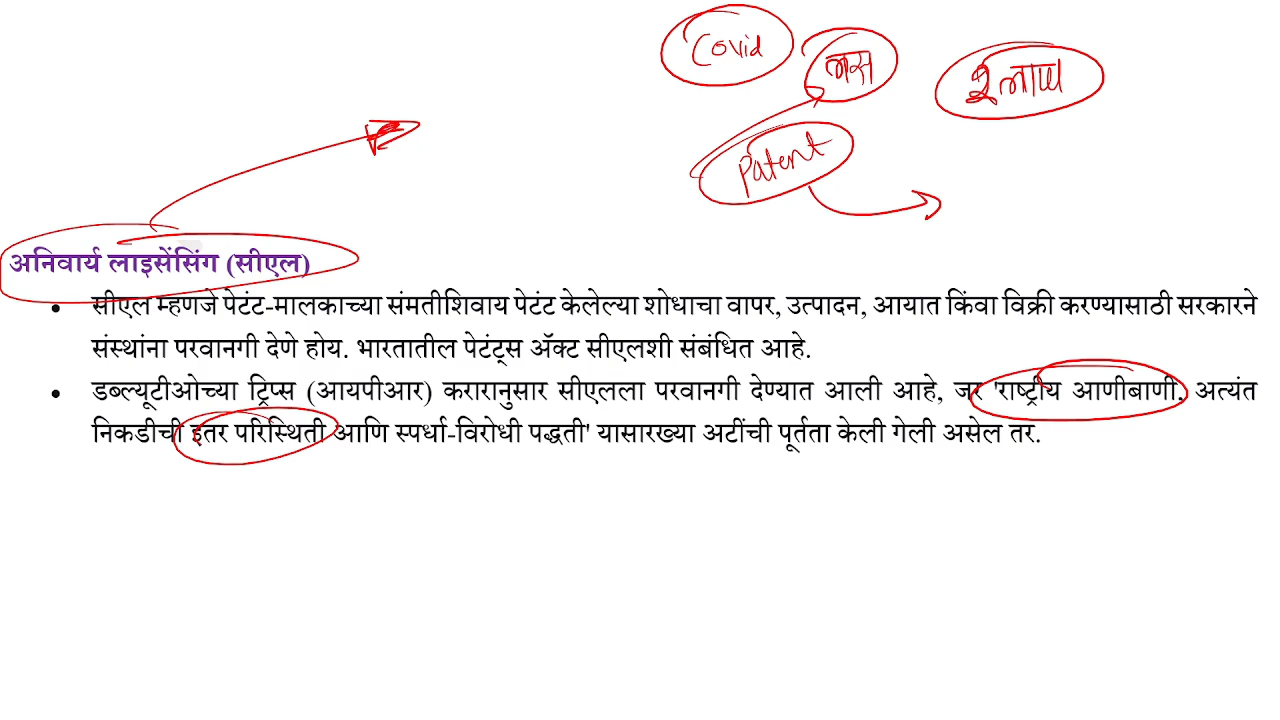 Covid
लस
२ लाख
Patent
अनिवार्य लाइसेंसिंग (सीएल)
• सीएल म्हणजे पेटंट-मालकाच्या संमतीशिवाय पेटंट केलेल्या शोधाचा वापर, उत्पादन, आयात किंवा विक्री करण्यासाठी सरकारने
संस्थांना परवानगी देणे होय. भारतातील पेटंट्स ॲक्ट सीएलशी संबंधित आहे.
• डब्ल्यूटीओच्या ट्रिप्स (आयपीआर) करारानुसार सीएलला परवानगी देण्यात आली आहे, जर 'राष्ट्रीय आणीबाणी, अत्यंत
निकडीची इतर परिस्थिती आणि स्पर्धा-विरोधी पद्धती' यासारख्या अटींची पूर्तता केली गेली असेल तर.